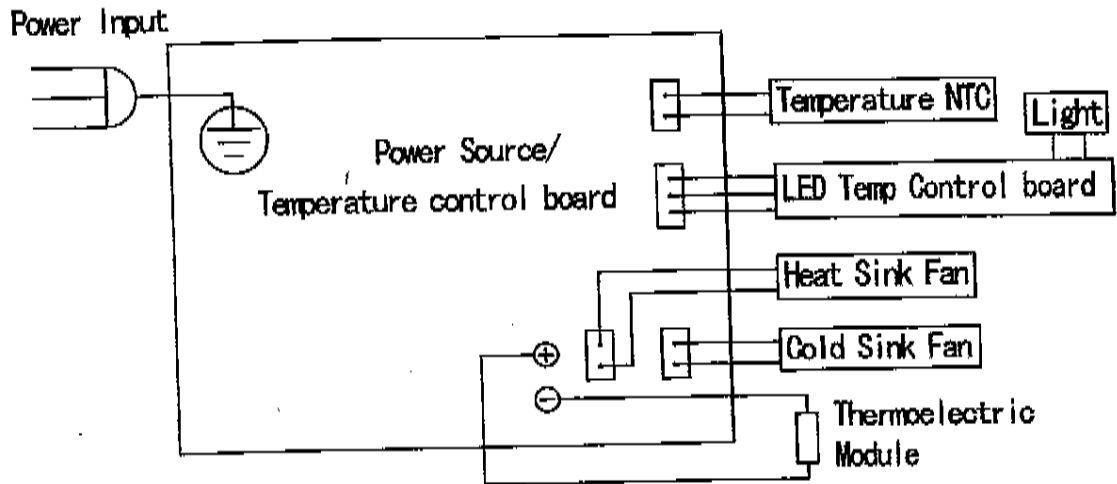 Power Input
Temperature NTC
Light
Power Source/
Temperature control board
LED Temp Control board
Heat Sink Fan
Cold Sink Fan
+
-
Thermoelectric
Module